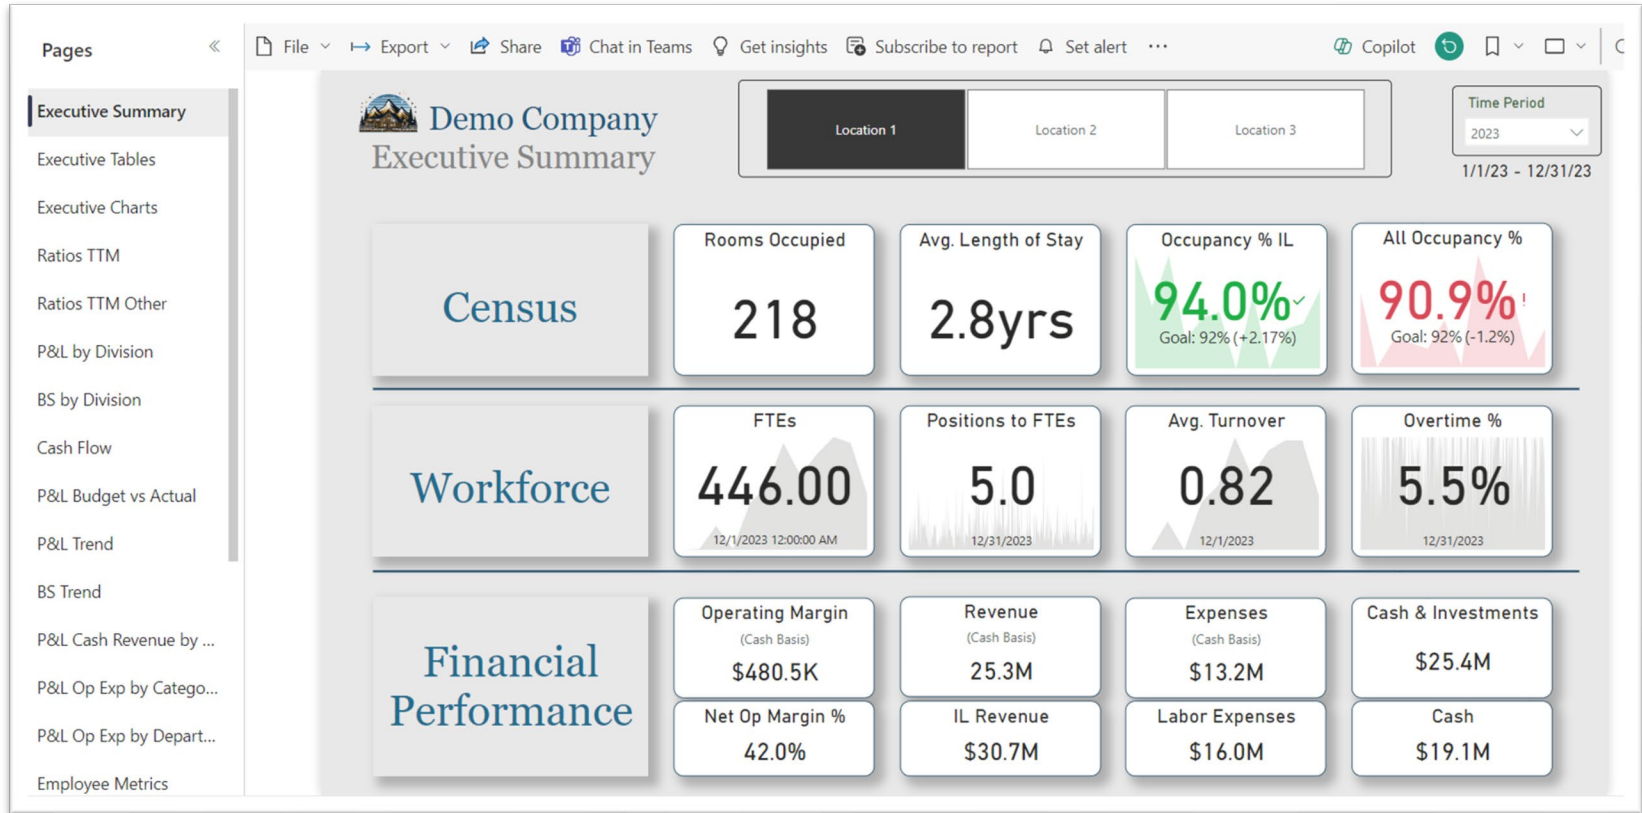 Pages
File
Export
Share
Chat in Teams
Get insights
Subscribe to report
Set alert
Copilot
Executive Summary
Executive Tables
Executive Charts
Ratios TTM
Ratios TTM Other
P&L by Division
BS by Division
Cash Flow
P&L Budget vs Actual
P&L Trend
BS Trend
P&L Cash Revenue by ...
P&L Op Exp by Catego...
P&L Op Exp by Depart...
Employee Metrics
Demo Company
Executive Summary
Location 1
Location 2
Location 3
Time Period
2023
1/1/23 - 12/31/23
Census
Rooms Occupied
218
Avg. Length of Stay
2.8yrs
Occupancy % IL
94.0%✓
Goal: 92% (+2.17%)
All Occupancy %
90.9%!
Goal: 92% (-1.2%)
Workforce
FTEs
446.00
12/1/2023 12:00:00 AM
Positions to FTEs
5.0
12/31/2023
Avg. Turnover
0.82
12/1/2023
Overtime %
5.5%
12/31/2023
Financial
Performance
Operating Margin
(Cash Basis)
$480.5K
Revenue
(Cash Basis)
25.3M
Expenses
(Cash Basis)
$13.2M
Cash & Investments
$25.4M
Net Op Margin %
42.0%
IL Revenue
$30.7M
Labor Expenses
$16.0M
Cash
$19.1M